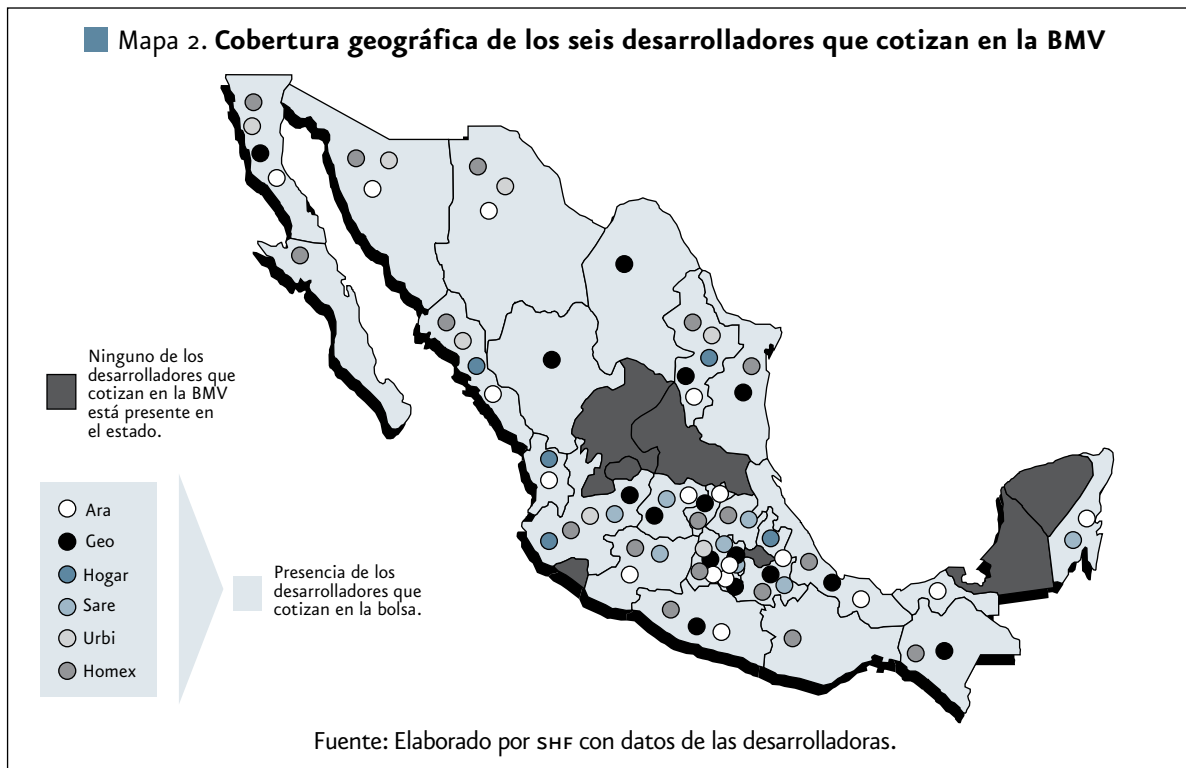 Mapa 2. Cobertura geográfica de los seis desarrolladores que cotizan en la BMV
Ninguno de los
desarrolladores que
cotizan en la BMV
está presente en
el estado.
Ara
Geo
Hogar
Sare
Urbi
Homex
Presencia de los
desarrolladores que
cotizan en la bolsa.
Fuente: Elaborado por SHF con datos de las desarrolladoras.